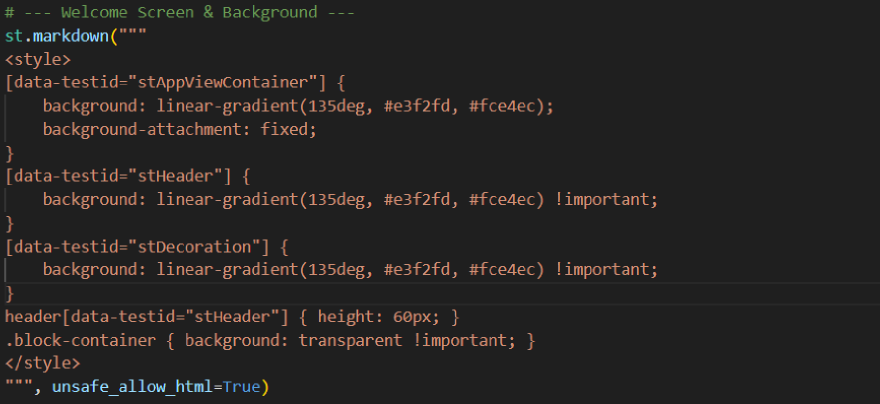 # --- Welcome Screen & Background ---
st.markdown("""
<style>
[data-testid="stAppViewContainer"] {
    background: linear-gradient(135deg, #e3f2fd, #fce4ec);
    background-attachment: fixed;
}
[data-testid="stHeader"] {
    background: linear-gradient(135deg, #e3f2fd, #fce4ec) !important;
}
[data-testid="stDecoration"] {
    background: linear-gradient(135deg, #e3f2fd, #fce4ec) !important;
}
header[data-testid="stHeader"] { height: 60px; }
.block-container { background: transparent !important; }
</style>
""", unsafe_allow_html=True)